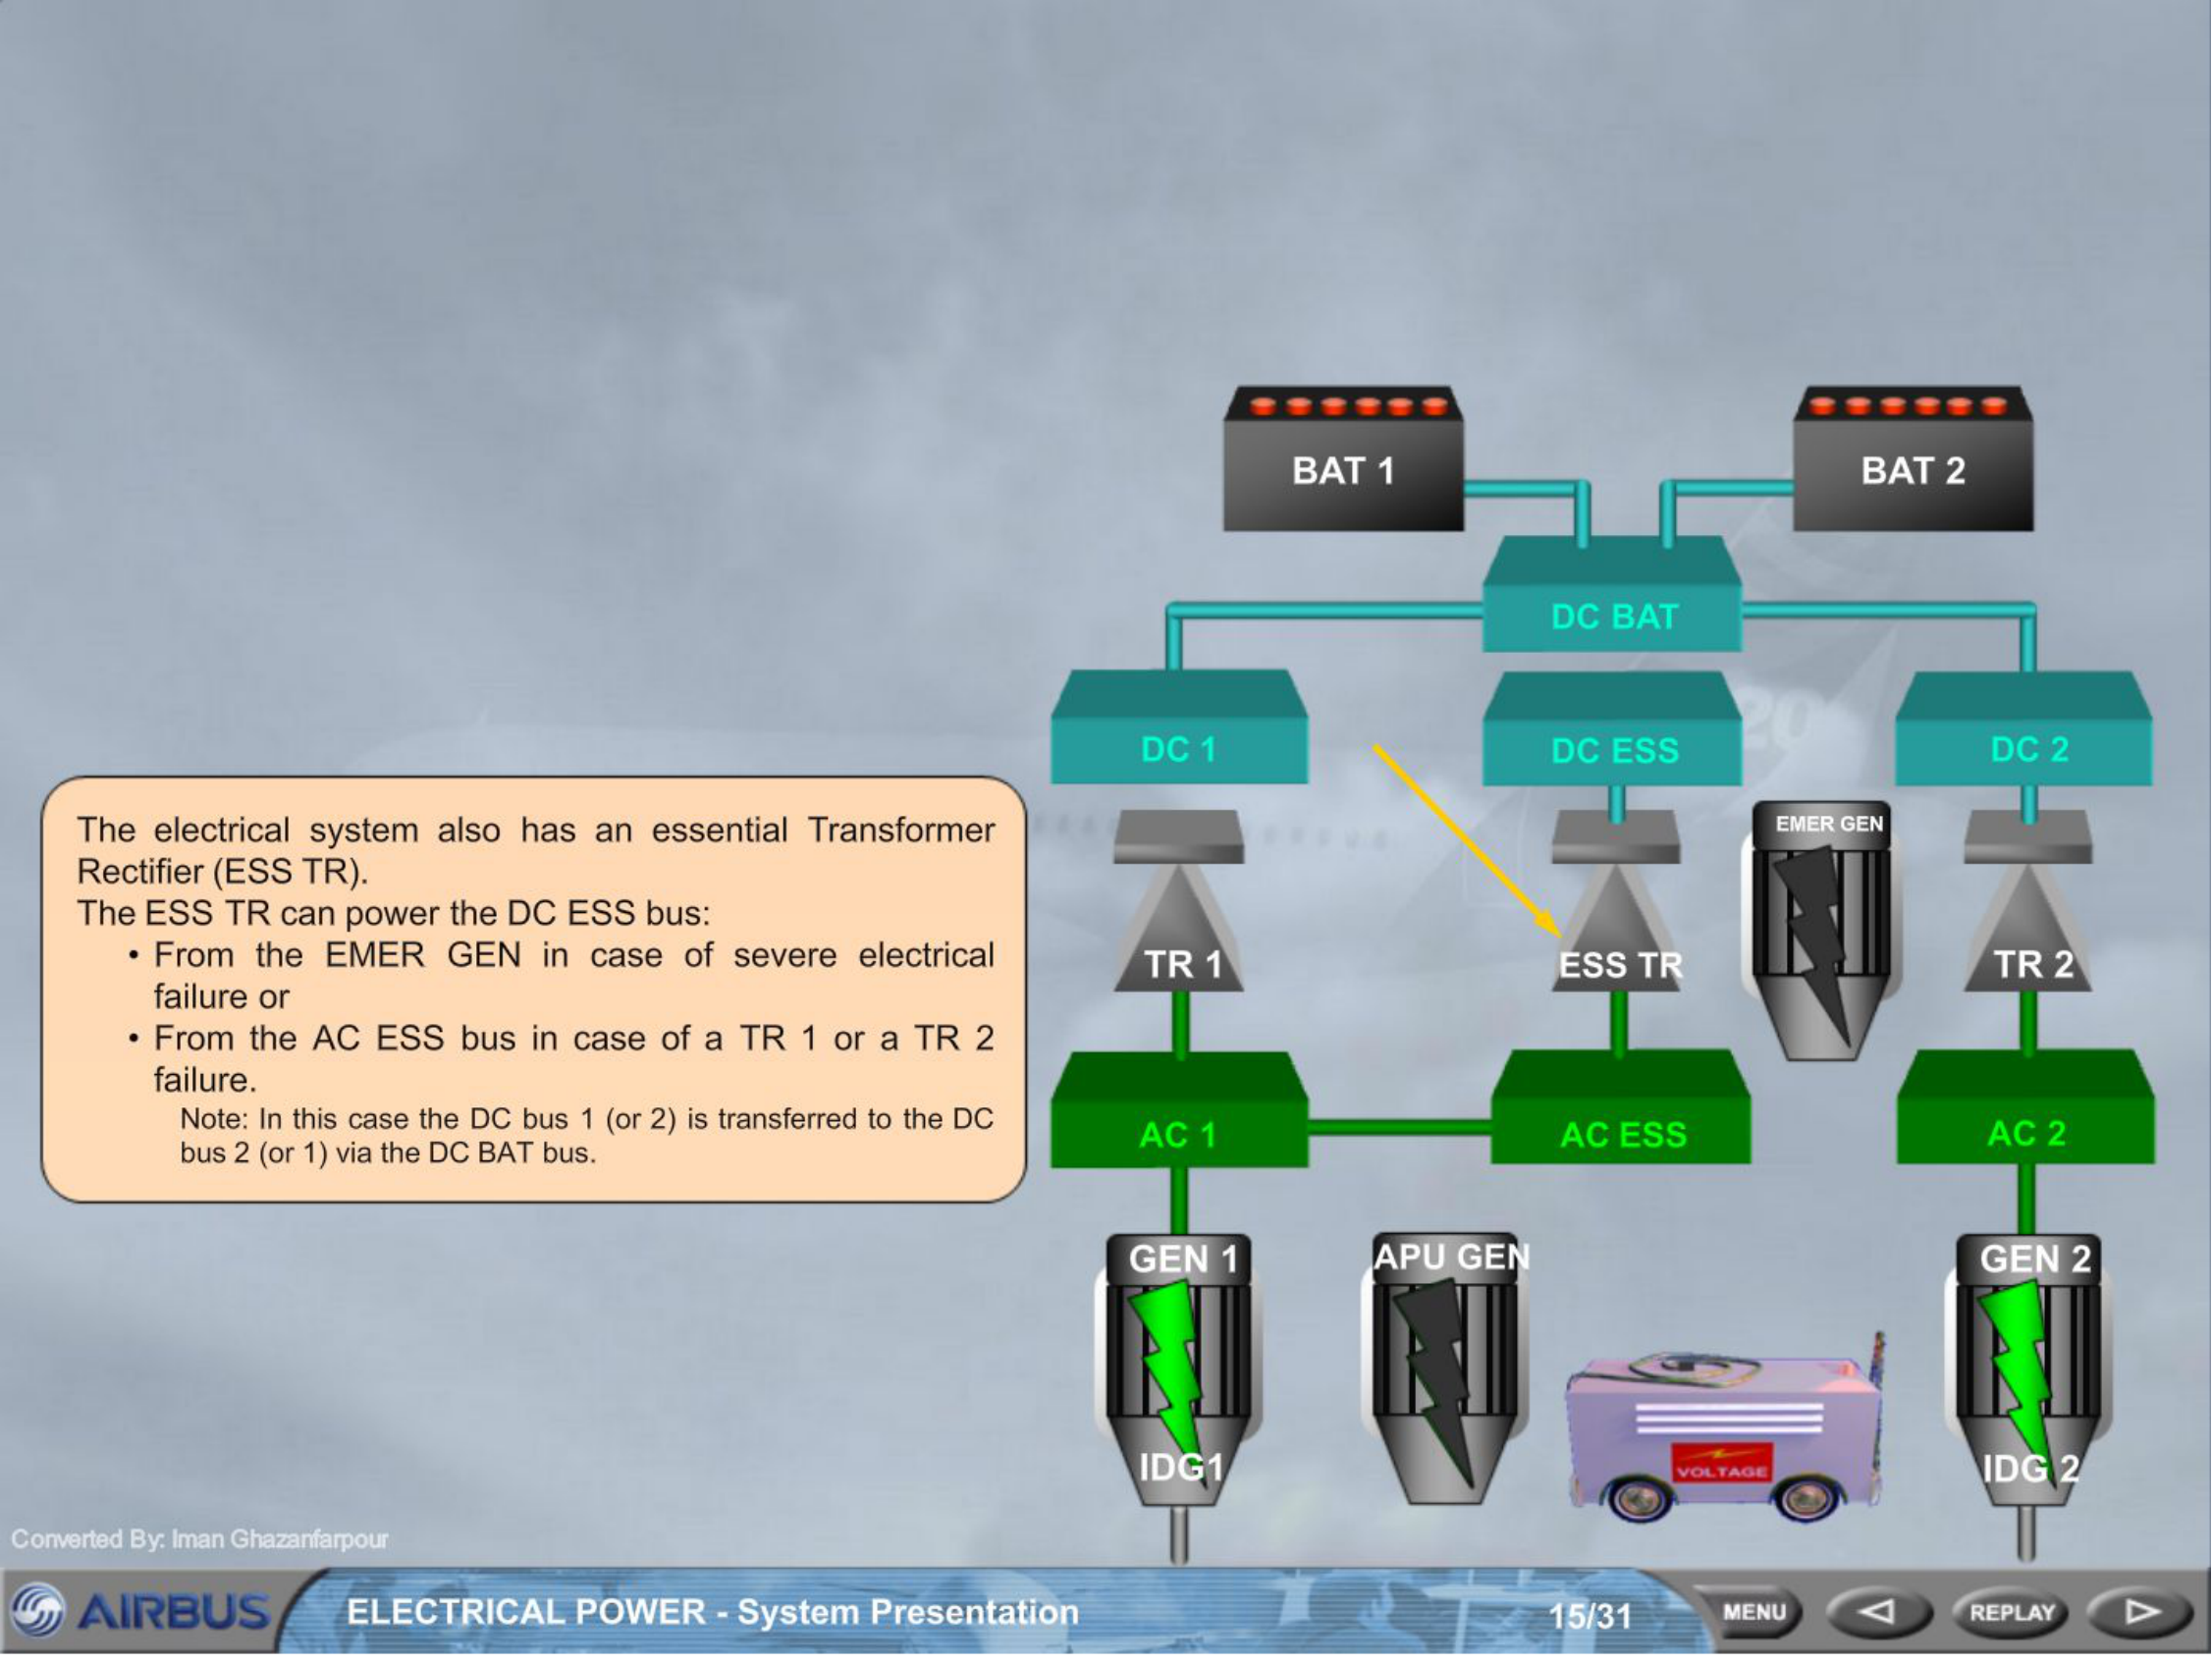 BAT 1
BAT 2
DC BAT
DC 1
DC ESS
DC 2
The electrical system also has an essential Transformer
Rectifier (ESS TR).
The ESS TR can power the DC ESS bus:
• From the EMER GEN in case of severe electrical
failure or
• From the AC ESS bus in case of a TR 1 or a TR 2
failure.
Note: In this case the DC bus 1 (or 2) is transferred to the DC
bus 2 (or 1) via the DC BAT bus.
EMER GEN
TR 1
ESS TR
TR 2
AC 1
AC ESS
AC 2
GEN 1
APU GEN
GEN 2
IDG1
VOLTAGE
IDG 2
Converted By: Iman Ghazanfarpour
AIRBUS
ELECTRICAL POWER - System Presentation
15/31
MENU
REPLAY